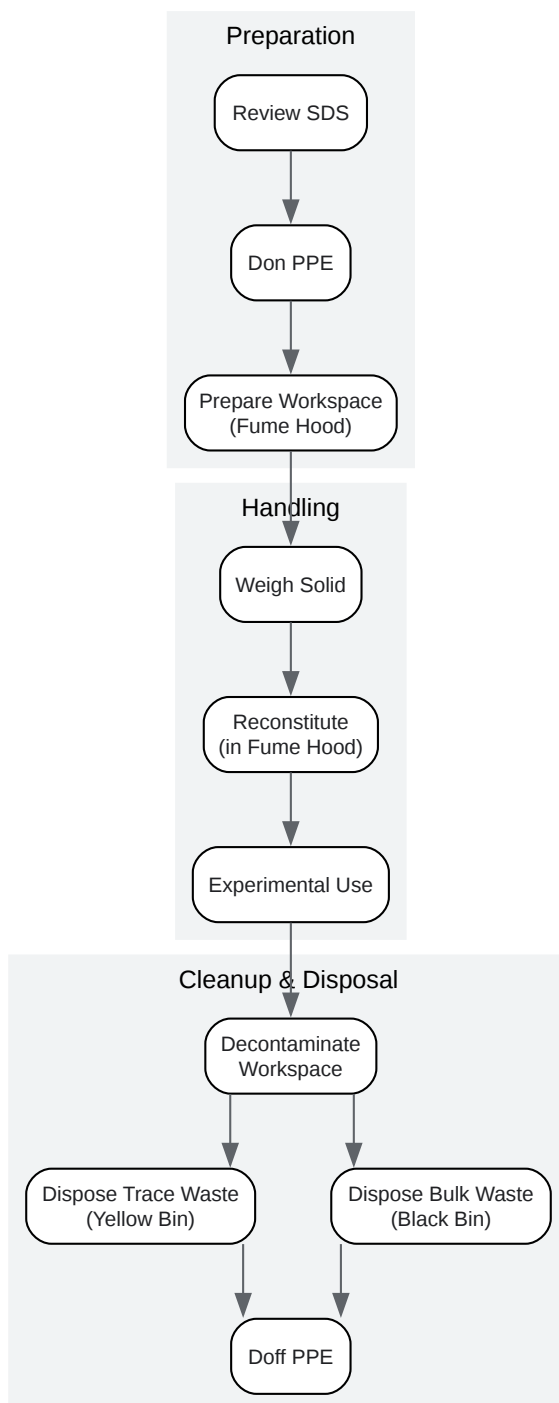 Preparation
Review SDS
Don PPE
Prepare Workspace
(Fume Hood)
Handling
Weigh Solid
Reconstitute
(in Fume Hood)
Experimental Use
Cleanup & Disposal
Decontaminate
Workspace
Dispose Trace Waste
(Yellow Bin)
Dispose Bulk Waste
(Black Bin)
Doff PPE